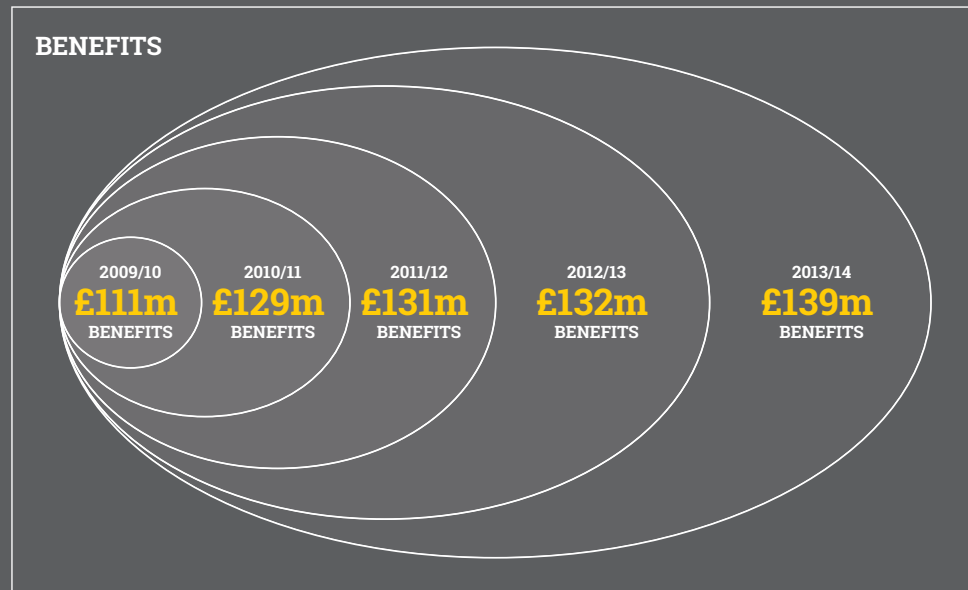 BENEFITS
2009/10
£111m
BENEFITS
2010/11
£129m
BENEFITS
2011/12
£131m
BENEFITS
2012/13
£132m
BENEFITS
2013/14
£139m
BENEFITS